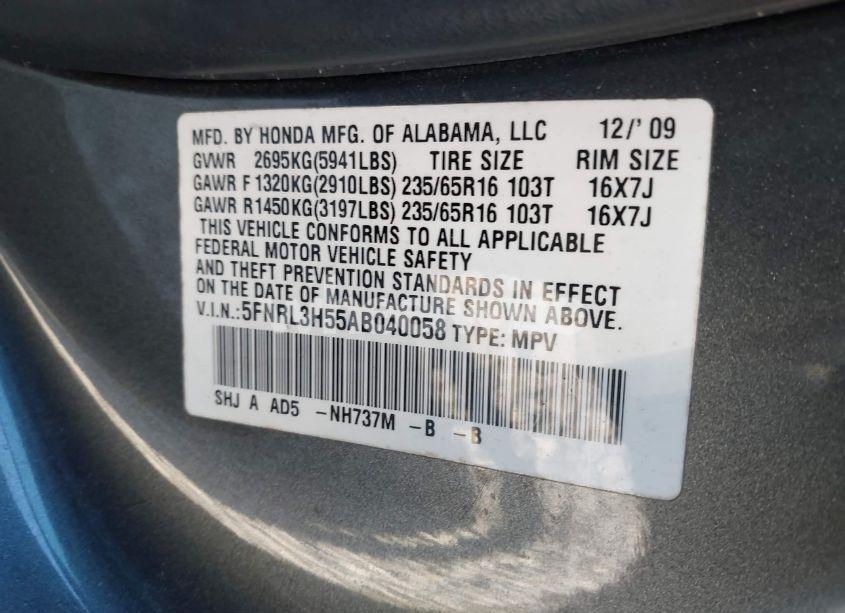 MFD. BY HONDA MFG. OF ALABAMA, LLC 12/' 09
GVWR 2695KG(5941LBS) TIRE SIZE RIM SIZE
GAWR F 1320KG(2910LBS) 235/65R16 103T 16X7J
GAWR R1450KG(3197LBS) 235/65R16 103T 16X7J
THIS VEHICLE CONFORMS TO ALL APPLICABLE
FEDERAL MOTOR VEHICLE SAFETY
AND THEFT PREVENTION STANDARDS IN EFFECT
ON THE DATE OF MANUFACTURE SHOWN ABOVE.
V.I.N.:5FNRL3H55AB040058 TYPE: MPV
SHJ A AD5 -NH737M -B -B